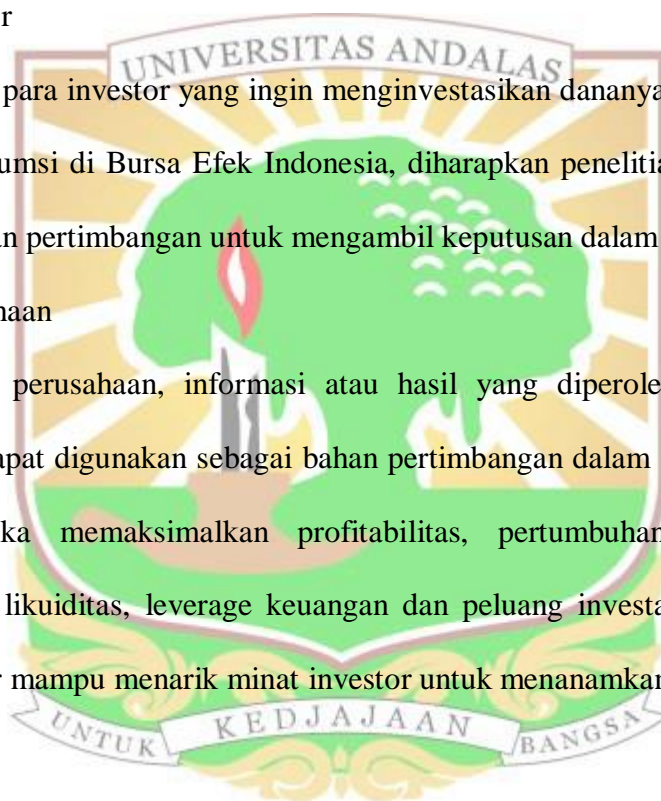 r
UNIVERSITAS ANDALAS
para investor yang ingin menginvestasikan dananya
umsi di Bursa Efek Indonesia, diharapkan penelitia
an pertimbangan untuk mengambil keputusan dalam
haan
perusahaan, informasi atau hasil yang diperole
apat digunakan sebagai bahan pertimbangan dalam
ka memaksimalkan profitabilitas, pertumbuhan
likuiditas, leverage keuangan dan peluang investa
r mampu menarik minat investor untuk menanamkan
UNTUK KEDJAJAAN BANGSA